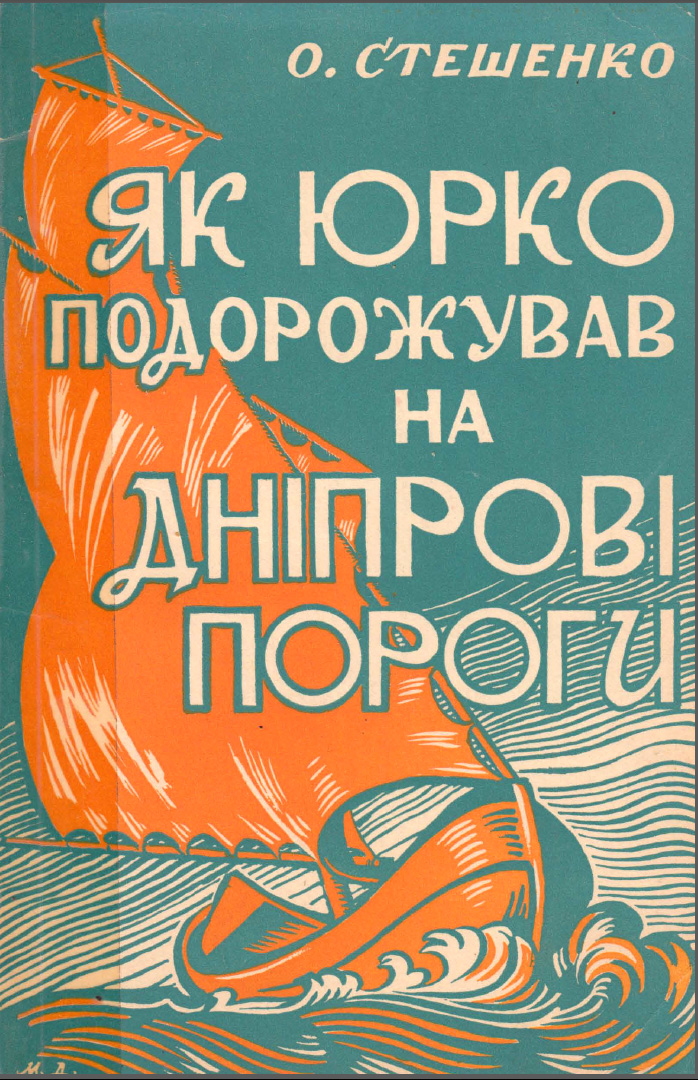 О. СТЕШЕНКО
ЯК ЮРКО
ПОДОРОЖУВАВ
НА
ДНІПРОВІ
ПОРОГИ
М. Д.